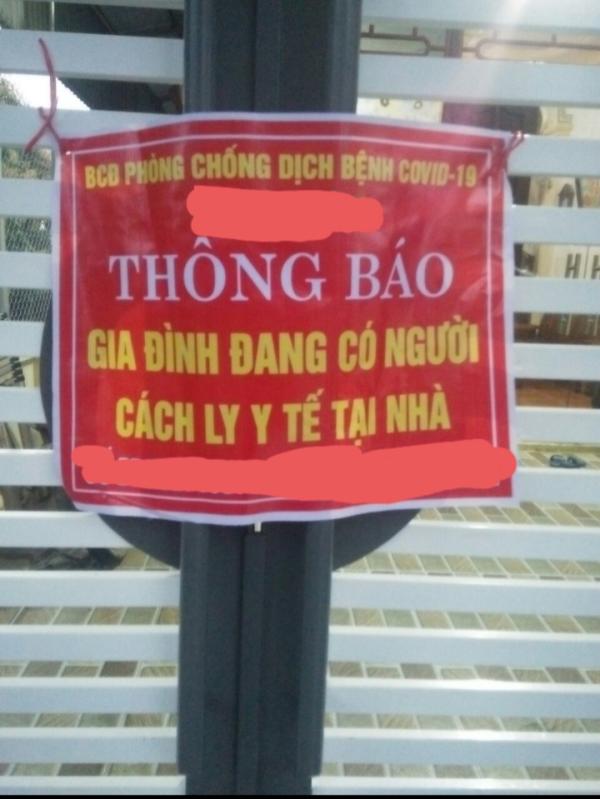 BCĐ PHÒNG CHỐNG DỊCH BỆNH COVID-19
THÔNG BÁO
GIA ĐÌNH ĐANG CÓ NGƯỜI
CÁCH LY Y TẾ TẠI NHÀ